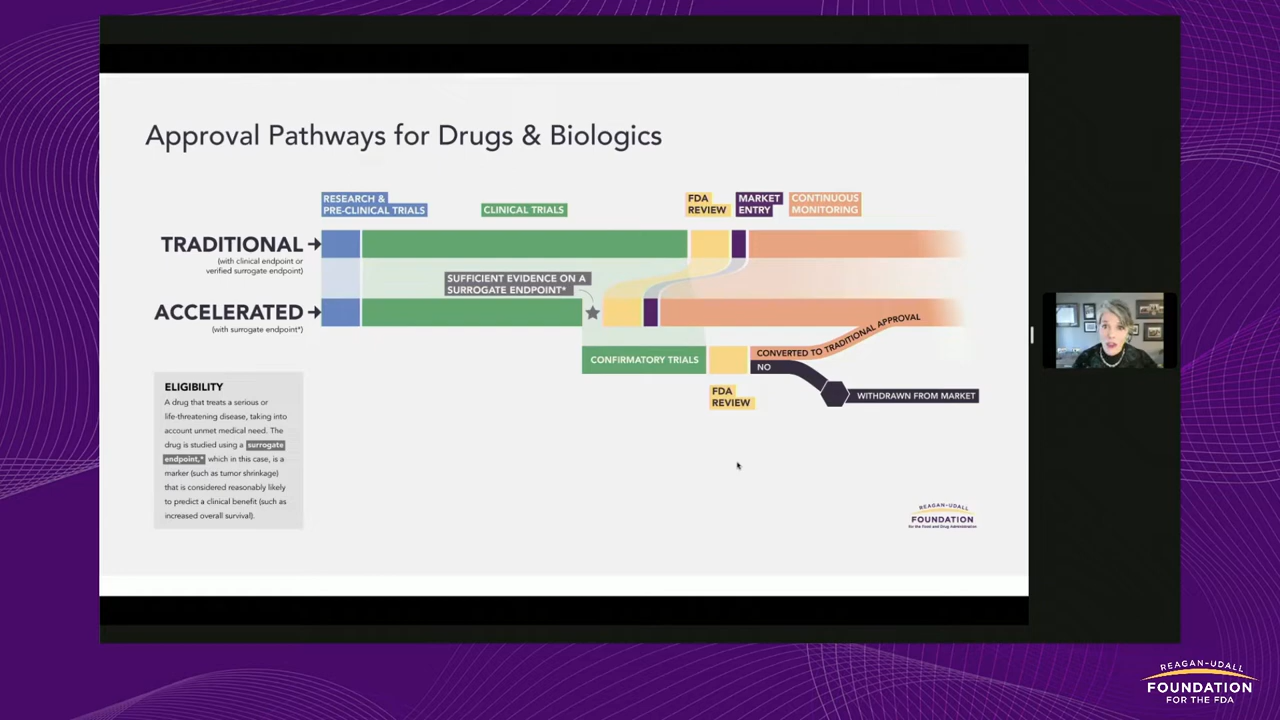 Approval Pathways for Drugs & Biologics
RESEARCH &
PRE-CLINICAL TRIALS
CLINICAL TRIALS
FDA
REVIEW
MARKET
ENTRY
CONTINUOUS
MONITORING
TRADITIONAL
(with clinical endpoint or
verified surrogate endpoint)
SUFFICIENT EVIDENCE ON A
SURROGATE ENDPOINT*
ACCELERATED
(with surrogate endpoint*)
CONFIRMATORY TRIALS
CONVERTED TO TRADITIONAL APPROVAL
NO
FDA
REVIEW
WITHDRAWN FROM MARKET
ELIGIBILITY
A drug that treats a serious or
life-threatening disease, taking into
account unmet medical need. The
drug is studied using a surrogate
endpoint,* which in this case, is a
marker (such as tumor shrinkage)
that is considered reasonably likely
to predict a clinical benefit (such as
increased overall survival).
REAGAN-UDALL
FOUNDATION
for the Food and Drug Administration
REAGAN-UDALL
FOUNDATION
FOR THE FDA